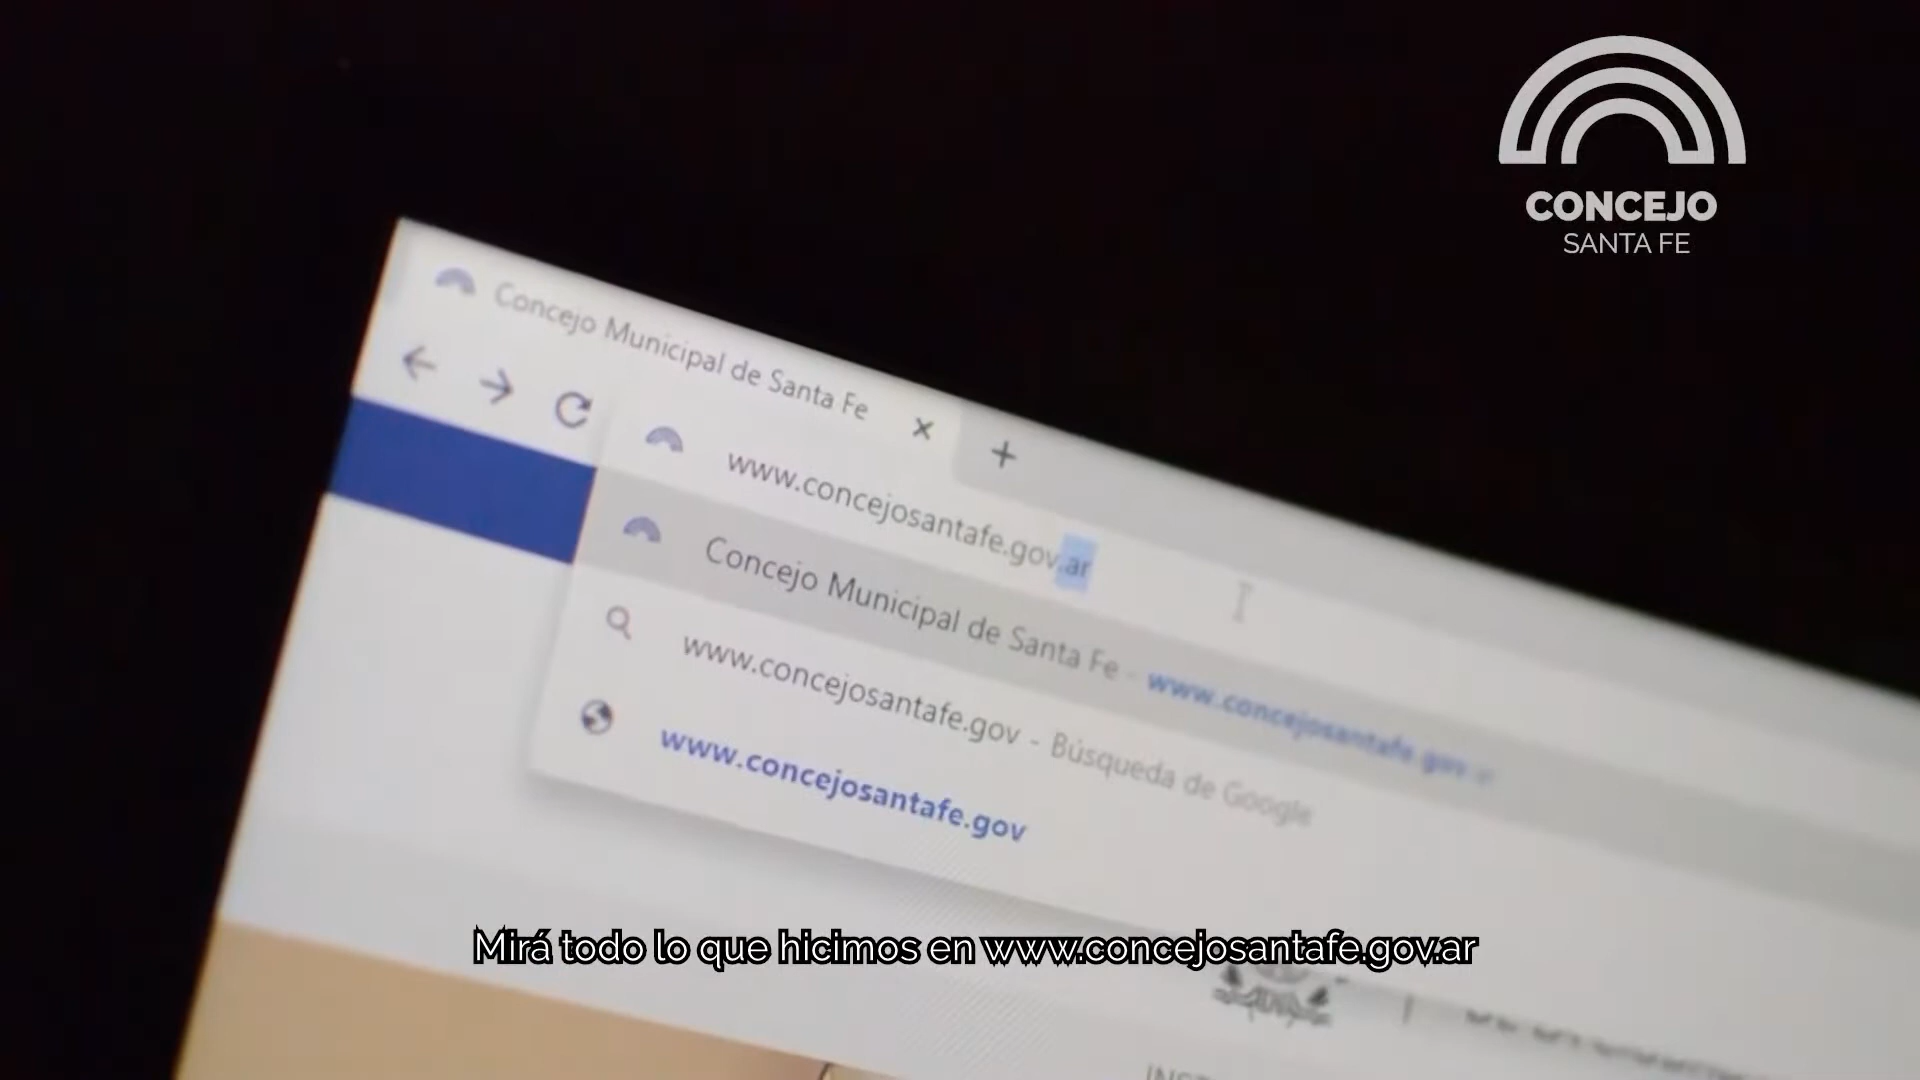 CONCEJO
SANTA FE
Concejo Municipal de Santa Fe
www.concejosantafe.gov.ar
Concejo Municipal de Santa Fe - www.concejosantafe.gov
www.concejosantafe.gov - Búsqueda de Google
www.concejosantafe.gov
Mirá todo lo que hicimos en www.concejosantafe.gov.ar